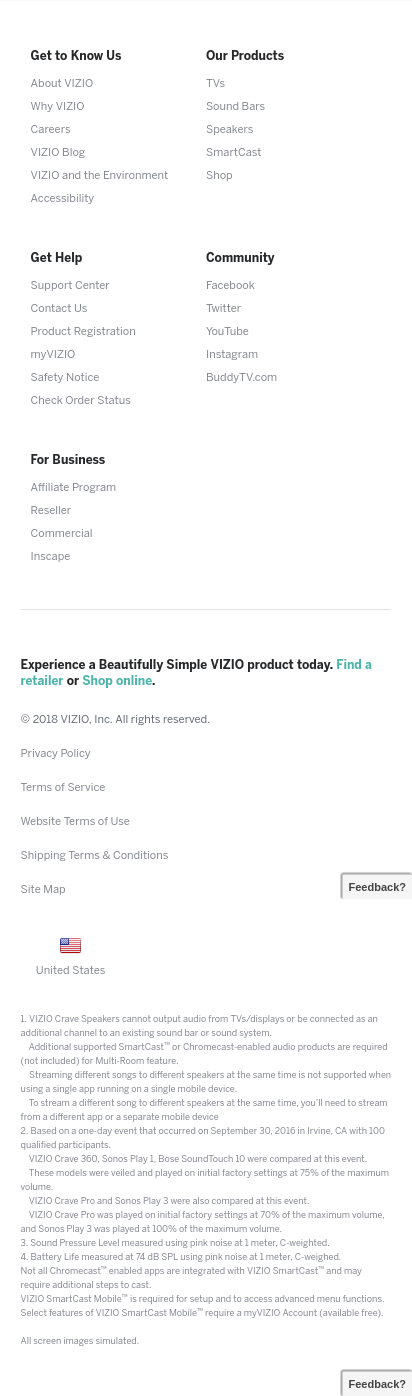 Get to Know Us
About VIZIO
Why VIZIO
Careers
VIZIO Blog
VIZIO and the Environment
Accessibility
Our Products
TVs
Sound Bars
Speakers
SmartCast
Shop
Get Help
Support Center
Contact Us
Product Registration
myVIZIO
Safety Notice
Check Order Status
Community
Facebook
Twitter
YouTube
Instagram
BuddyTV.com
For Business
Affiliate Program
Reseller
Commercial
Inscape
Experience a Beautifully Simple VIZIO product today. Find a
retailer or Shop online.
© 2018 VIZIO, Inc. All rights reserved.
Privacy Policy
Terms of Service
Website Terms of Use
Shipping Terms & Conditions
Site Map
Feedback?
United States
1. VIZIO Crave Speakers cannot output audio from TVs/displays or be connected as an
additional channel to an existing sound bar or sound system.
Additional supported SmartCast™ or Chromecast-enabled audio products are required
(not included) for Multi-Room feature.
Streaming different songs to different speakers at the same time is not supported when
using a single app running on a single mobile device.
To stream a different song to different speakers at the same time, you'll need to stream
from a different app or a separate mobile device
2. Based on a one-day event that occurred on September 30, 2016 in Irvine, CA with 100
qualified participants.
VIZIO Crave 360, Sonos Play 1, Bose SoundTouch 10 were compared at this event.
These models were veiled and played on initial factory settings at 75% of the maximum
volume.
VIZIO Crave Pro and Sonos Play 3 were also compared at this event.
VIZIO Crave Pro was played on initial factory settings at 70% of the maximum volume,
and Sonos Play 3 was played at 100% of the maximum volume.
3. Sound Pressure Level measured using pink noise at 1 meter, C-weighted.
4. Battery Life measured at 74 dB SPL using pink noise at 1 meter, C-weighed.
Not all Chromecast™ enabled apps are integrated with VIZIO SmartCast™ and may
require additional steps to cast.
VIZIO SmartCast Mobile™ is required for setup and to access advanced menu functions.
Select features of VIZIO SmartCast Mobile™ require a myVIZIO Account (available free).
All screen images simulated.
Feedback?